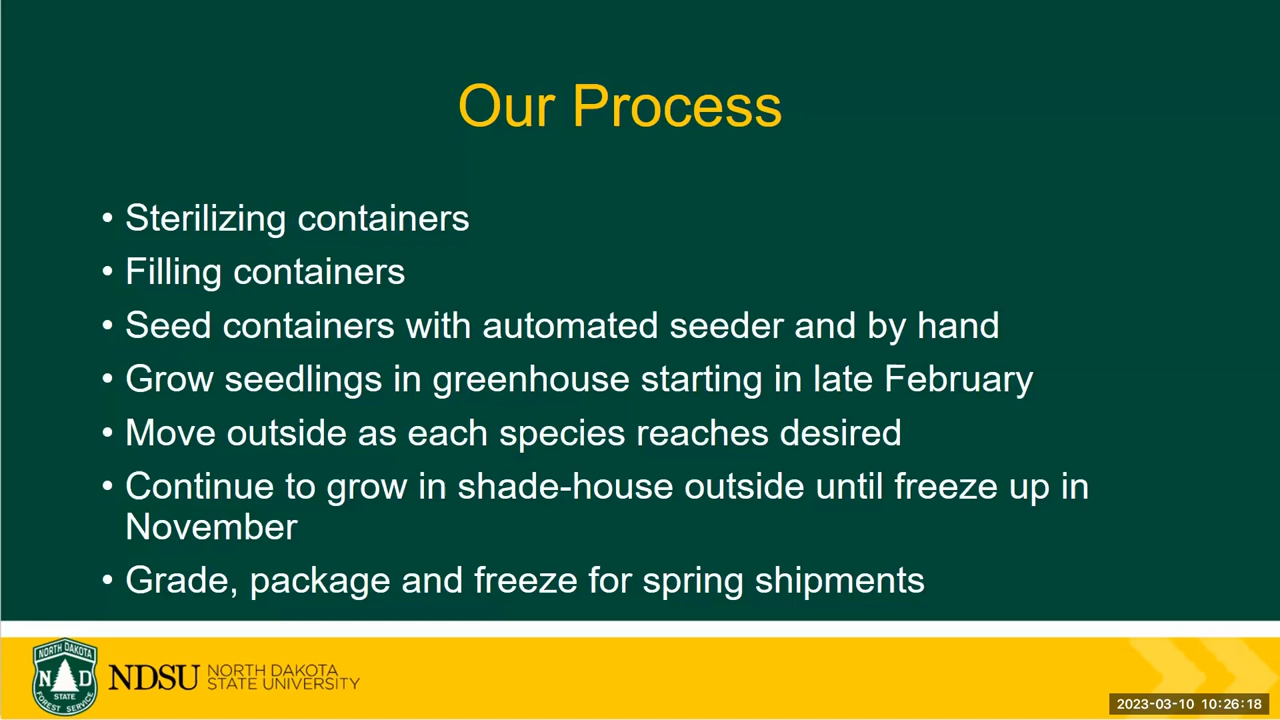 Our Process
• Sterilizing containers
• Filling containers
• Seed containers with automated seeder and by hand
• Grow seedlings in greenhouse starting in late February
• Move outside as each species reaches desired
• Continue to grow in shade-house outside until freeze up in
November
• Grade, package and freeze for spring shipments
NORTH DAKOTA
N D
STATE
FOREST SERVICE
NDSU
NORTH DAKOTA
STATE UNIVERSITY
2023-03-10 10:26:18